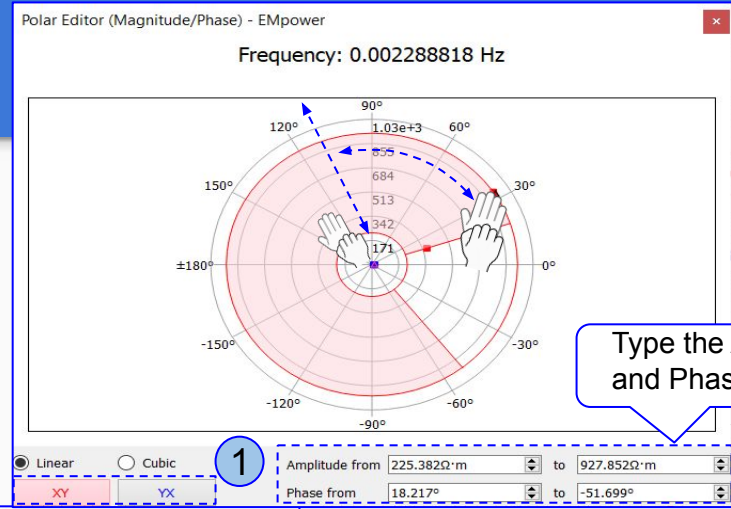 Polar Editor (Magnitude/Phase) - EMpower
Frequency: 0.002288818 Hz
90°
120° 1.03e+3 60°
855
150° 684 30°
513
342
171
±180° 0°
-150° -30°
-120° -60°
-90°
Type the
and Phas
Linear Cubic 1 Amplitude from 225.382Ω·m to 927.852Ω·m
XY YX Phase from 18.217° to -51.699°